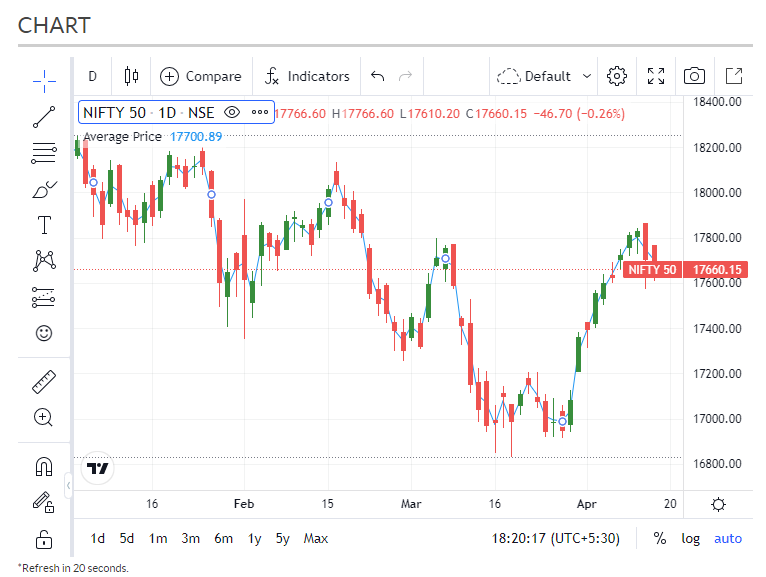 CHART
D
Compare
Indicators
Default
NIFTY 50 · 1D · NSE 17766.60 H17766.60 L17610.20 C17660.15 −46.70 (−0.26%)
Average Price 17700.89
18400.00
18200.00
18000.00
17800.00
NIFTY 50 17660.15
17600.00
17400.00
17200.00
17000.00
16800.00
16 Feb 15 Mar 16 Apr 20
1d 5d 1m 3m 6m 1y 5y Max 18:20:17 (UTC+5:30) % log auto
*Refresh in 20 seconds.